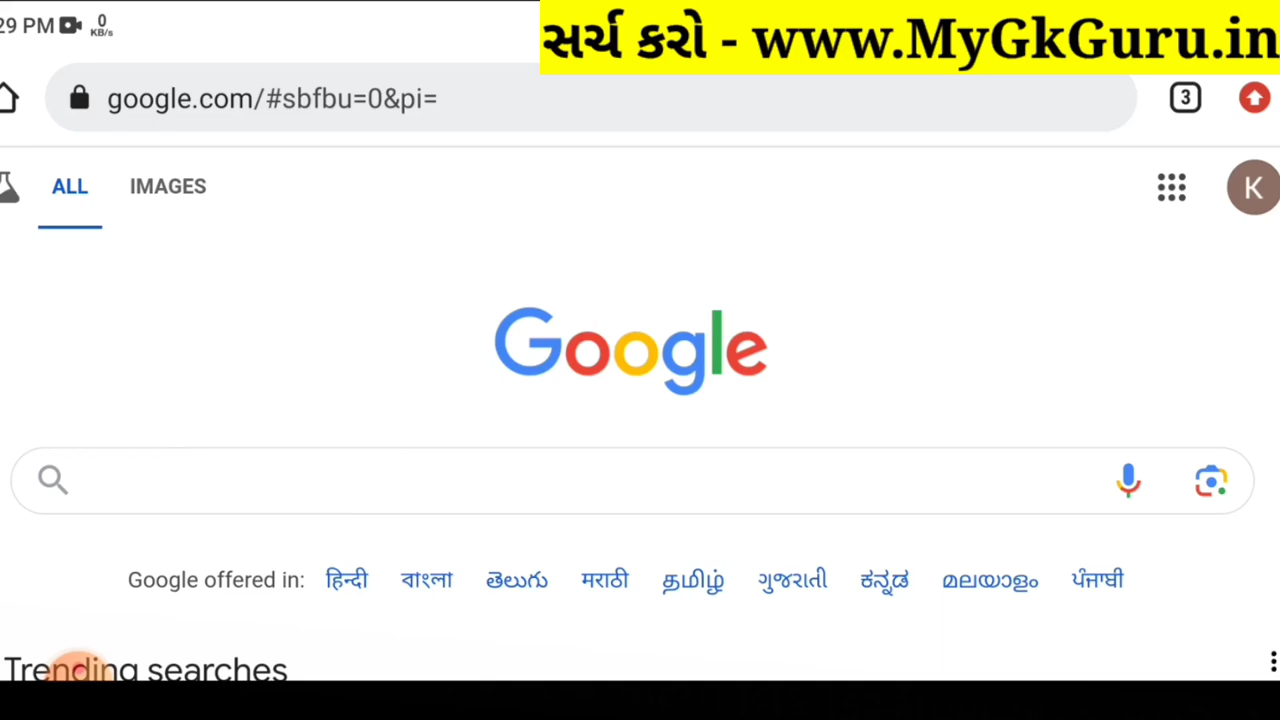 29 PM 0 KB/s
સર્ચ કરો - www.MyGkGuru.in
google.com/#sbfbu=0&pi=
3
ALL IMAGES
K
Google
Google offered in: हिन्दी বাংলা తెలుగు मराठी தமிழ் ગુજરાતી ಕನ್ನಡ മലയാളം ਪੰਜਾਬੀ
Trending searches